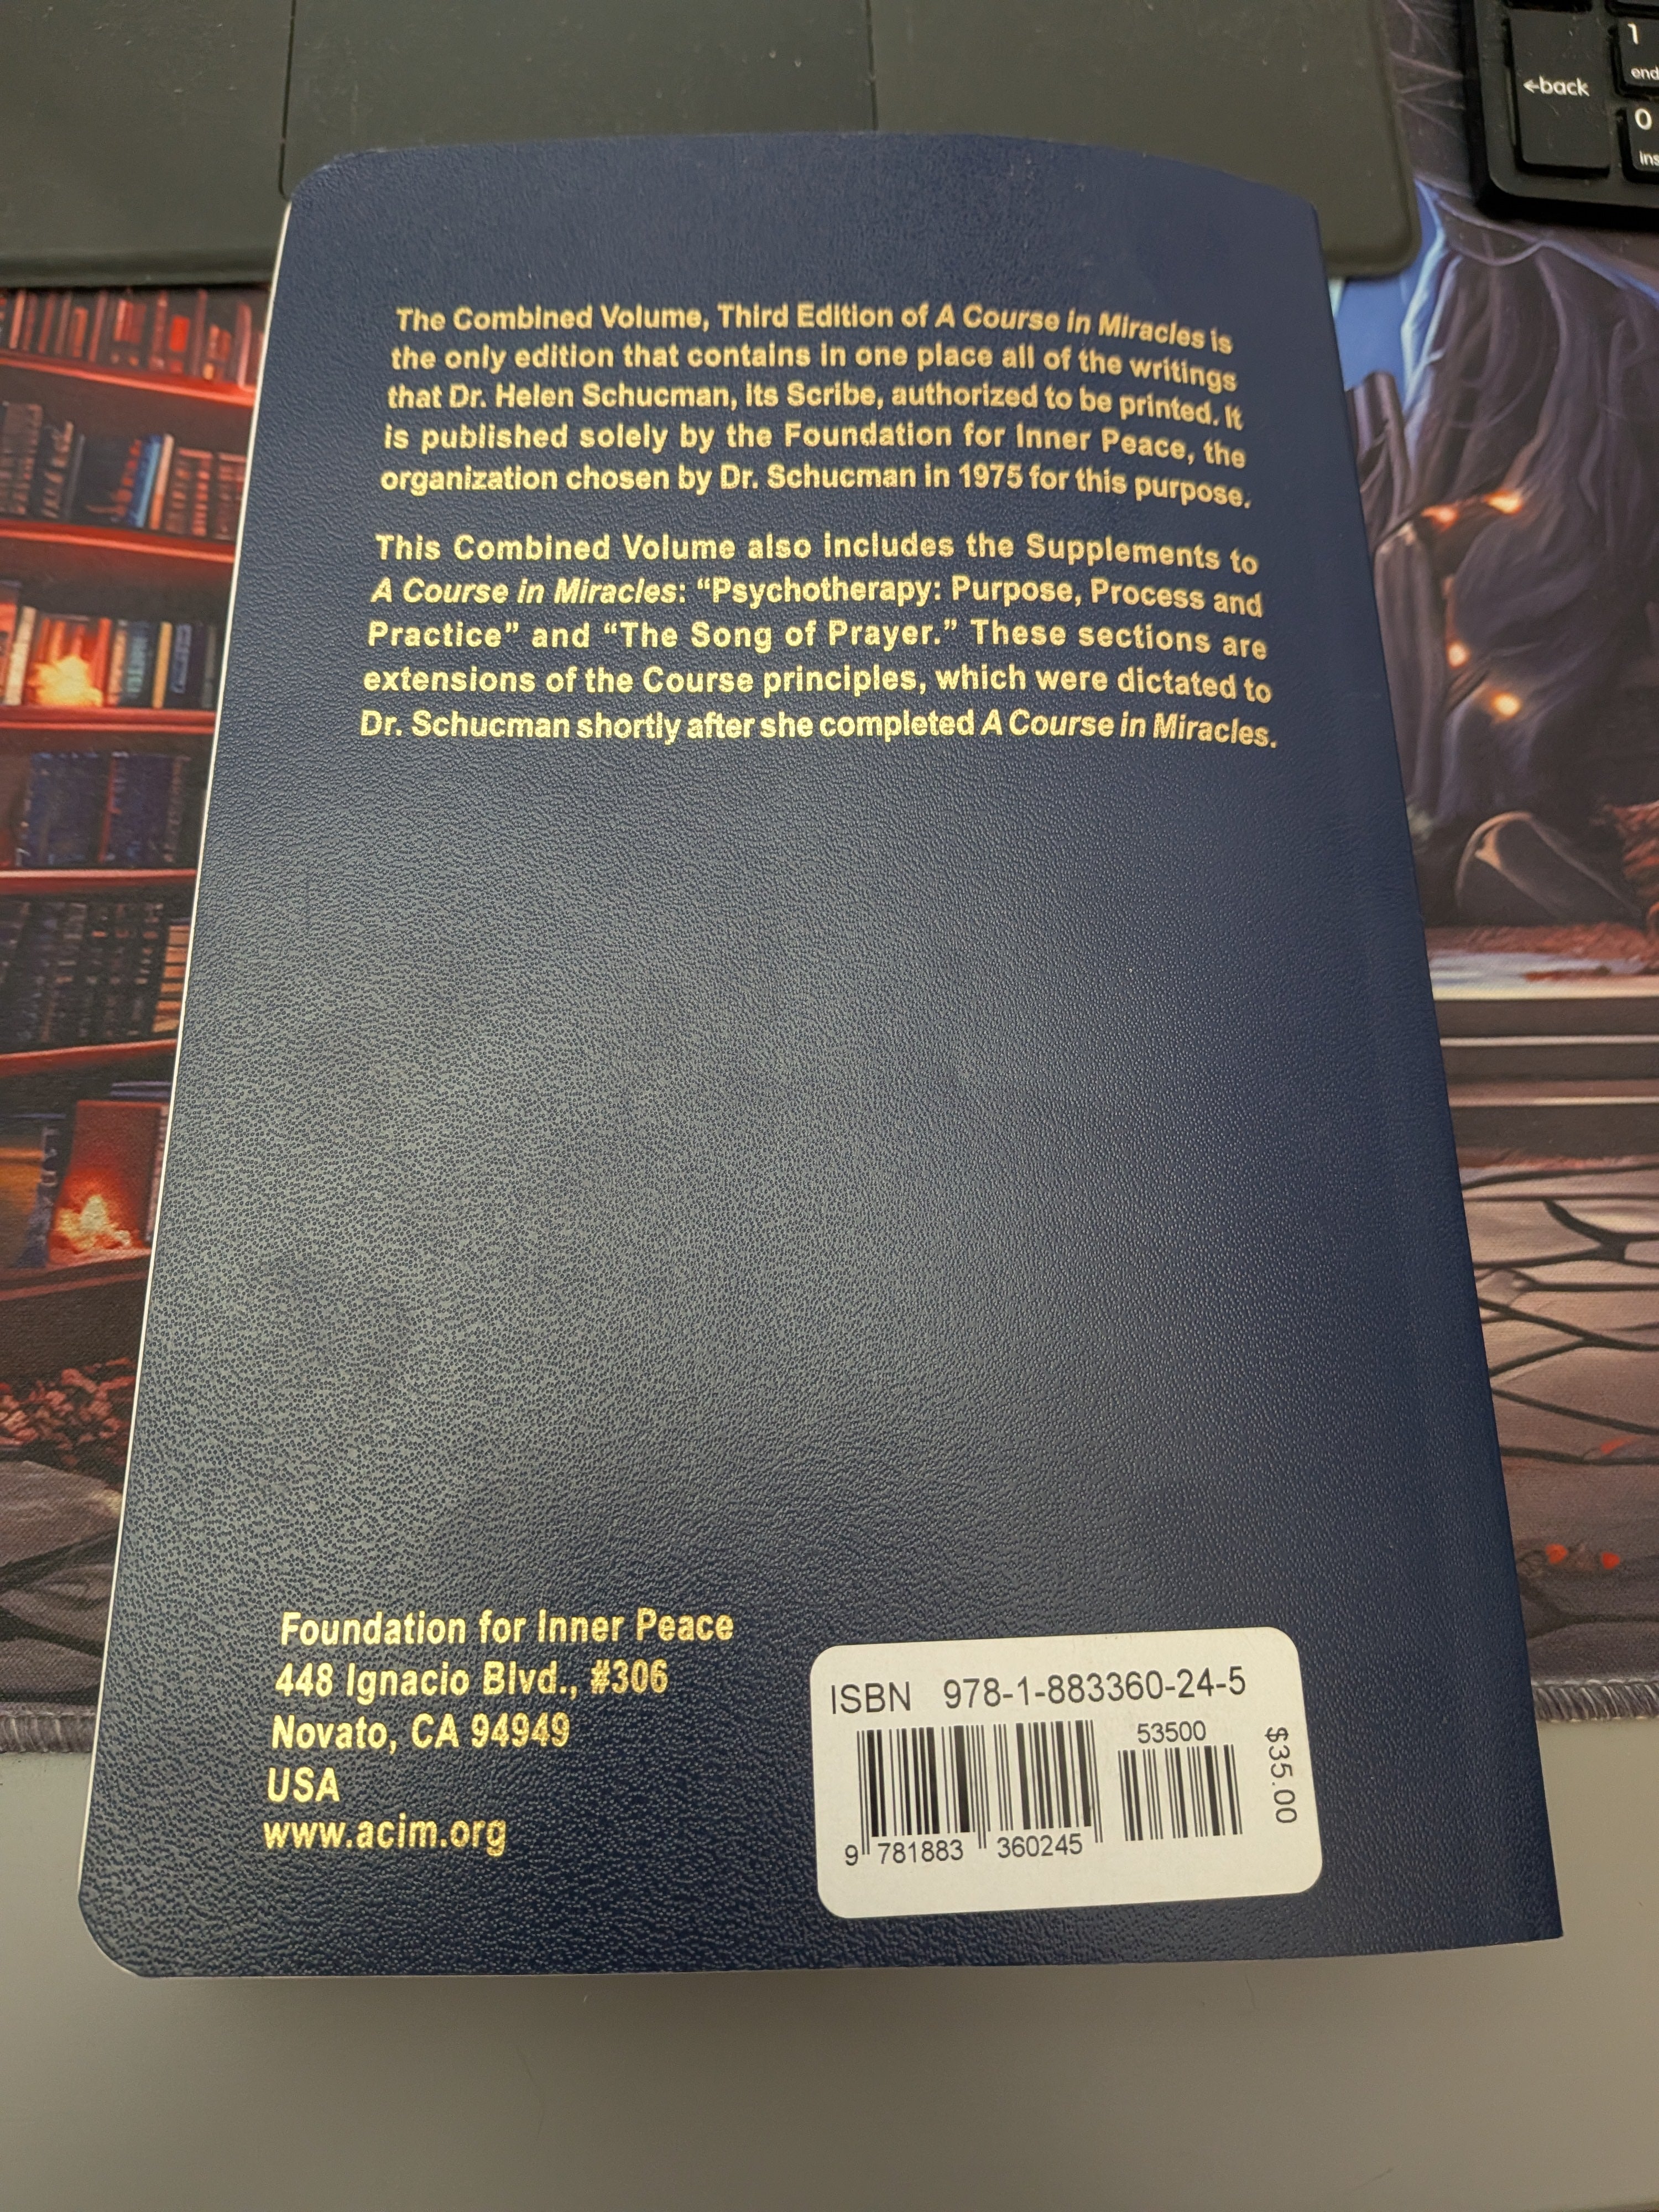 ←back
1
end
0
ins
The Combined Volume, Third Edition of A Course in Miracles is
the only edition that contains in one place all of the writings
that Dr. Helen Schucman, its Scribe, authorized to be printed. It
is published solely by the Foundation for Inner Peace, the
organization chosen by Dr. Schucman in 1975 for this purpose.
This Combined Volume also includes the Supplements to
A Course in Miracles: “Psychotherapy: Purpose, Process and
Practice” and “The Song of Prayer.” These sections are
extensions of the Course principles, which were dictated to
Dr. Schucman shortly after she completed A Course in Miracles.
Foundation for Inner Peace
448 Ignacio Blvd., #306
Novato, CA 94949
USA
www.acim.org
ISBN 978-1-883360-24-5
53500
9 781883 360245
$35.00